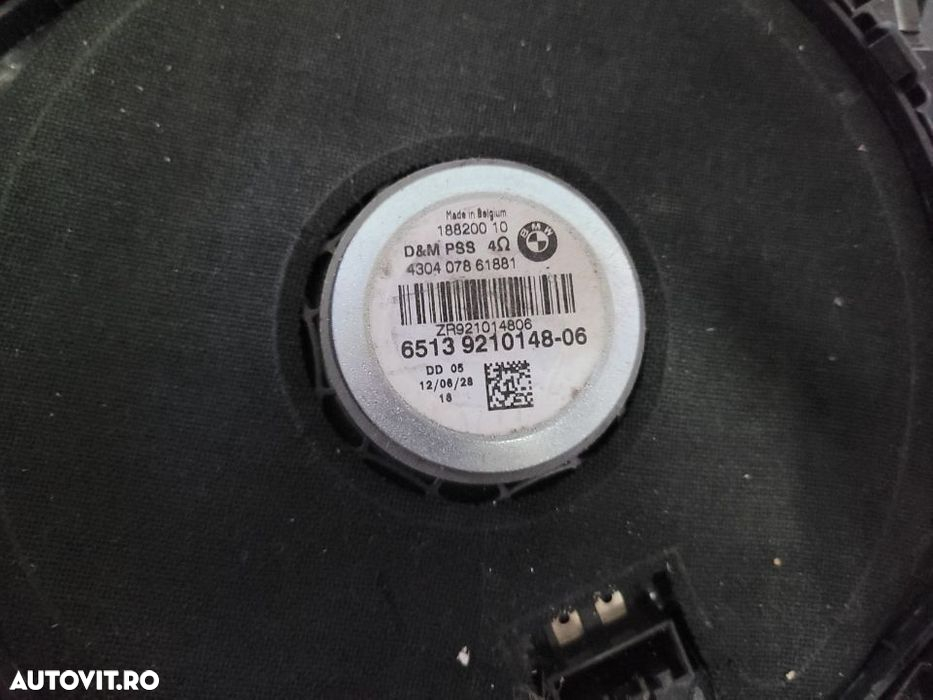 Made in Belgium
188200 10
D&M PSS 4Ω
BMW
4304 078 61881
ZR921014806
6513 9210148-06
DD 05
12/06/28
18
AUTOVIT.RO